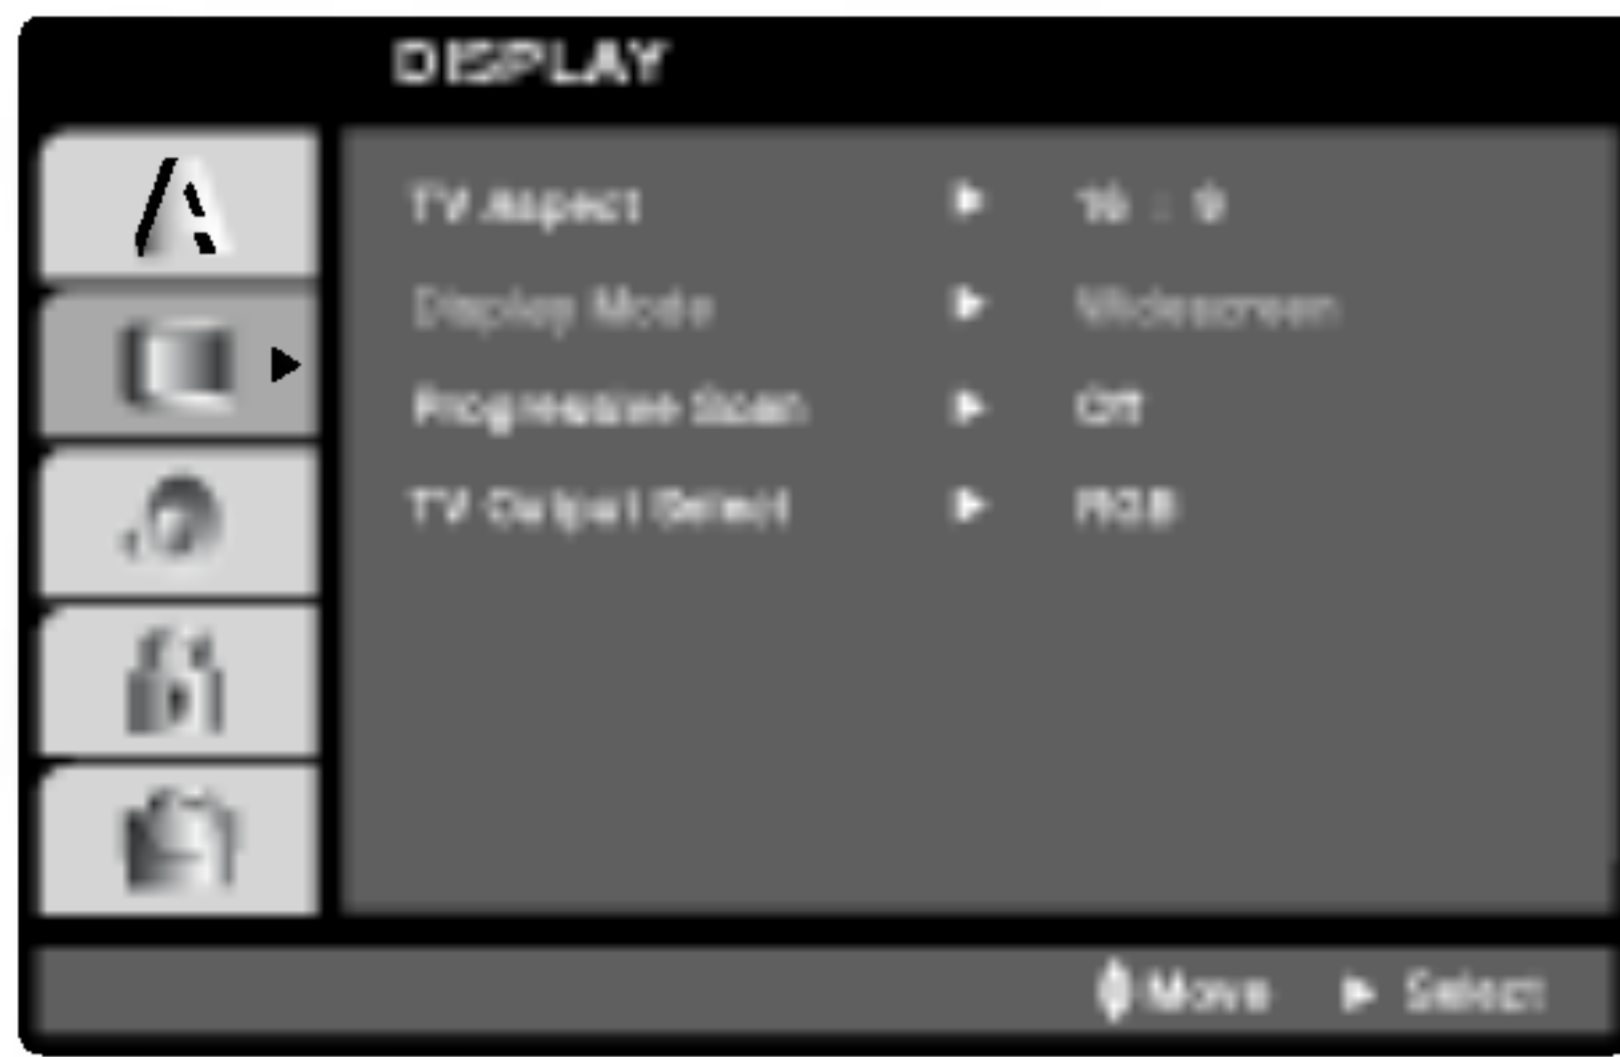 DISPLAY
TV Aspect 16 : 9
Display Mode Widescreen
Progressive Scan Off
TV Output Select RGB
Move Select